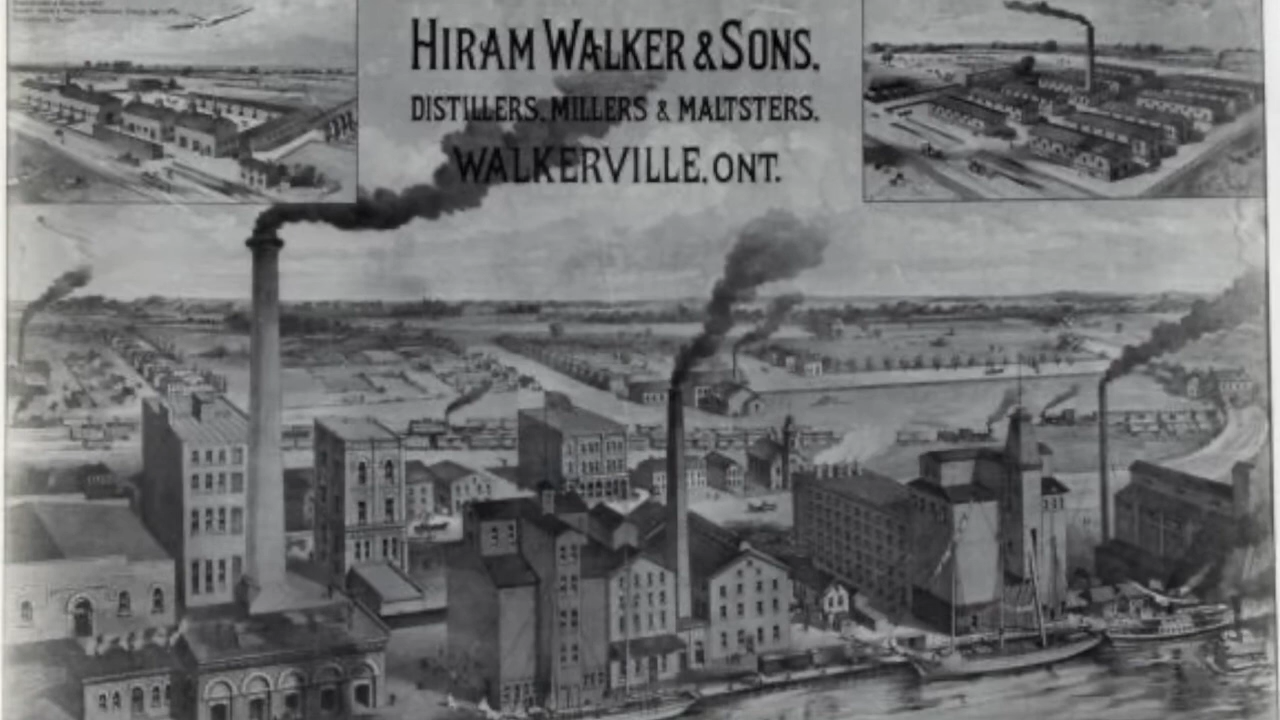 HIRAM WALKER & SONS.
DISTILLERS, MILLERS & MALTSTERS.
WALKERVILLE, ONT.